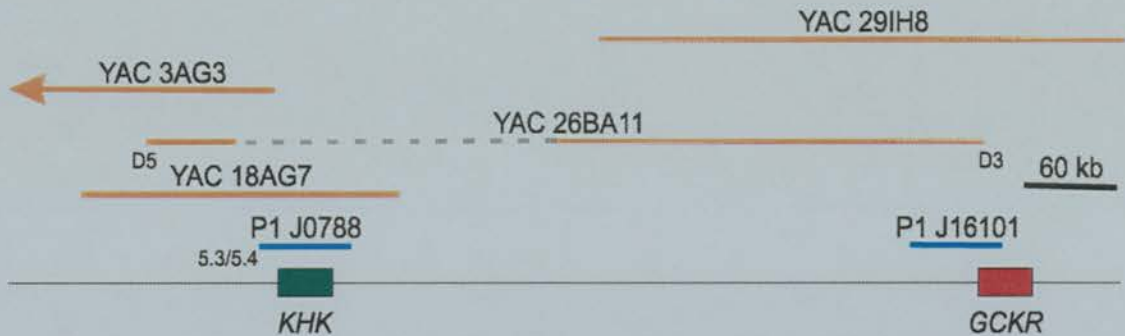 YAC 29IH8
YAC 3AG3
YAC 26BA11
D5
D3
YAC 18AG7
60 kb
P1 J0788
P1 J16101
5.3/5.4
KHK
GCKR